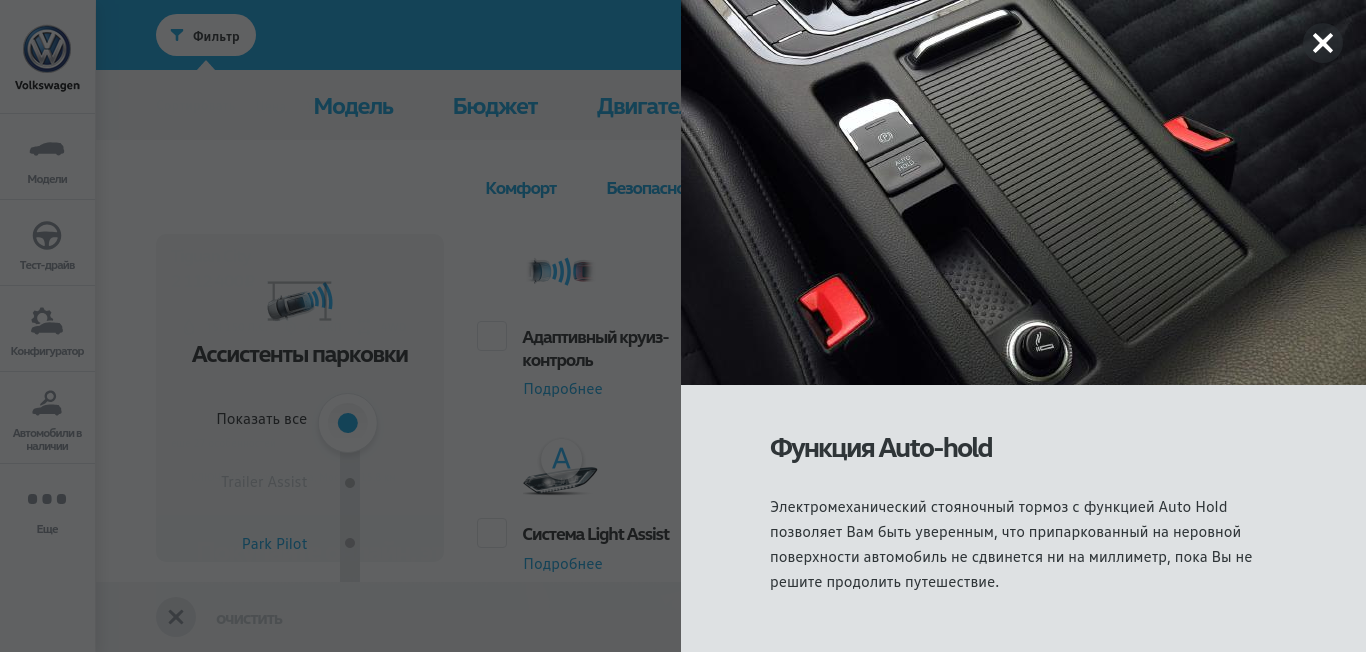 Volkswagen
Модели
Тест-драйв
Конфигуратор
Автомобили в
наличии
Еще
Фильтр
Модель Бюджет Двигате
Комфорт Безопасно
Ассистенты парковки
Показать все
Trailer Assist
Park Pilot
Адаптивный круиз-
контроль
Подробнее
A
Система Light Assist
Подробнее
очистить
P
AUTO
HOLD
Функция Auto-hold
Электромеханический стояночный тормоз с функцией Auto Hold
позволяет Вам быть уверенным, что припаркованный на неровной
поверхности автомобиль не сдвинется ни на миллиметр, пока Вы не
решите продолить путешествие.